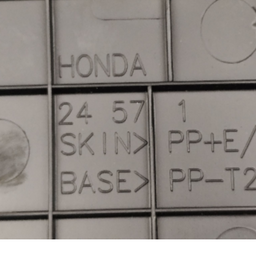 HONDA
24 57 1
SKIN> PP+E/
BASE> PP-T2